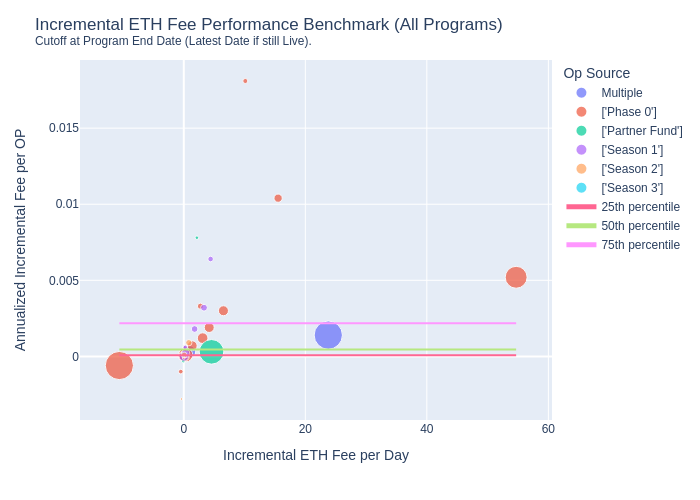 Incremental ETH Fee Performance Benchmark (All Programs)
Cutoff at Program End Date (Latest Date if still Live).
Annualized Incremental Fee per OP
0.015
0.01
0.005
0
0
20
40
60
Incremental ETH Fee per Day
Op Source
Multiple
['Phase 0']
['Partner Fund']
['Season 1']
['Season 2']
['Season 3']
25th percentile
50th percentile
75th percentile